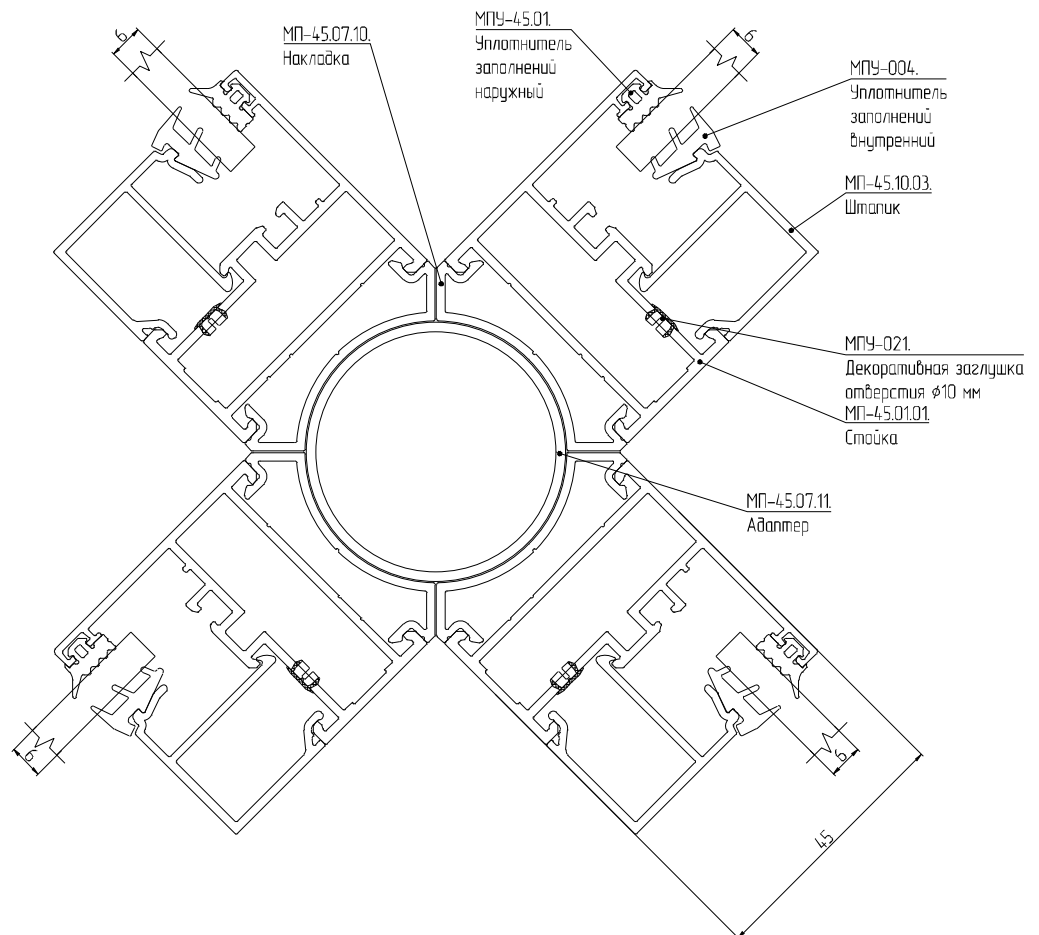 6
МП-45.07.10.
Накладка
МПУ-45.01.
Уплотнитель
заполнений
наружный
6
МПУ-004.
Уплотнитель
заполнений
внутренний
МП-45.10.03.
Штапик
МПУ-021.
Декоративная заглушка
отверстия ϕ10 мм
МП-45.01.01.
Стойка
МП-45.07.11.
Адаптер
6
6
45